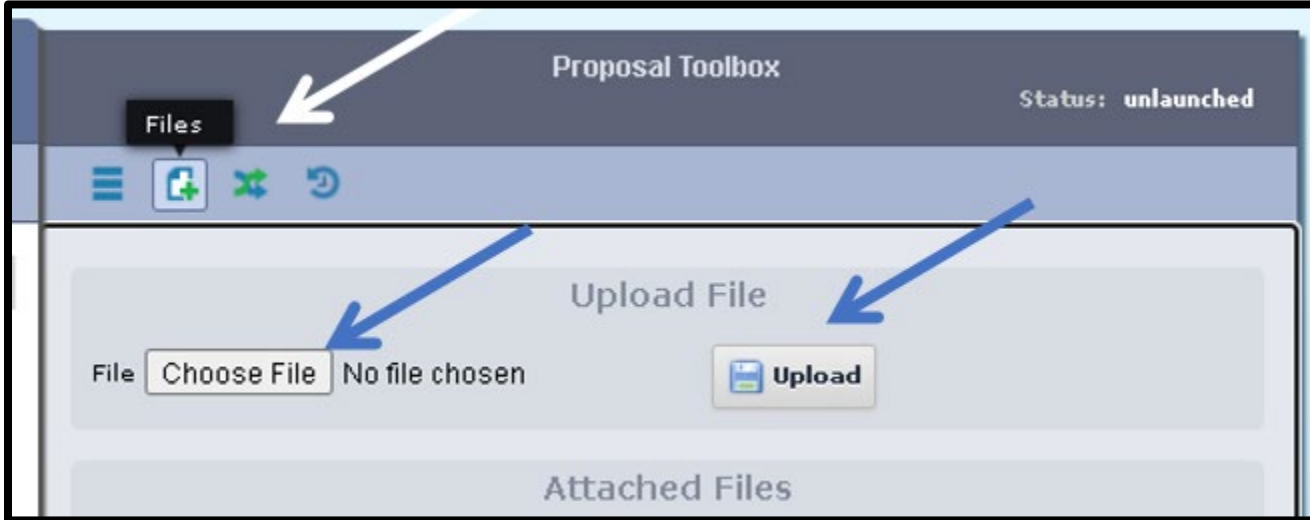 Proposal Toolbox
Status: unlaunched
Files
Upload File
File Choose File No file chosen Upload
Attached Files